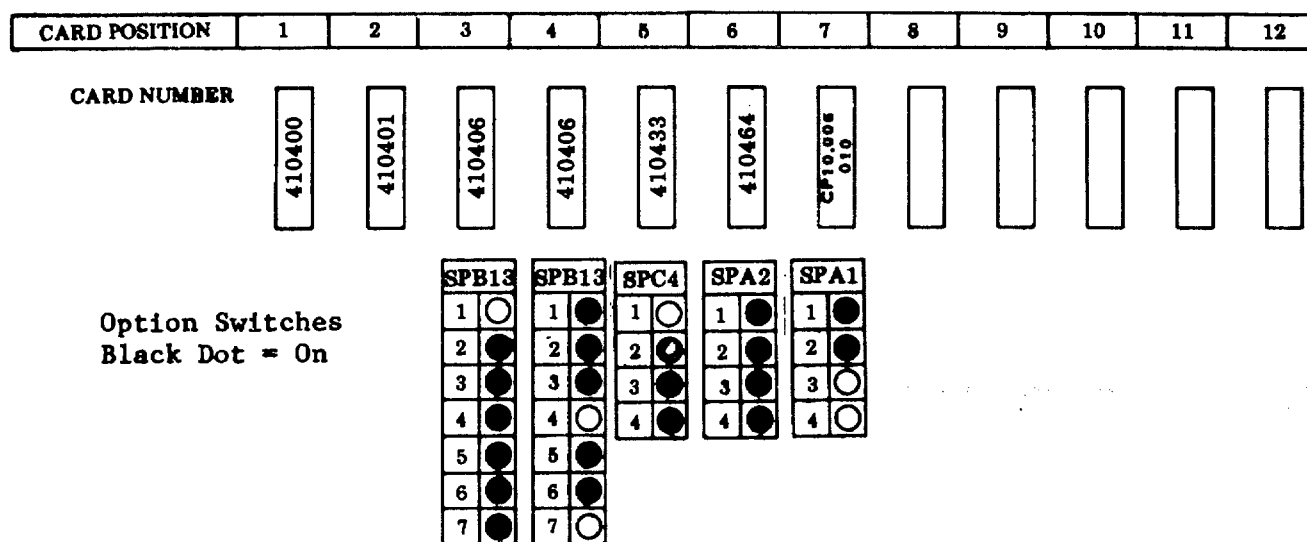 CARD POSITION 1 2 3 4 5 6 7 8 9 10 11 12
CARD NUMBER
410400
410401
410406
410406
410433
410464
CP10.006
010
SPB13 SPB13 SPC4 SPA2 SPA1
Option Switches
Black Dot = On
1 1 1 1 1
2 2 2 2 2
3 3 3 3 3
4 4 4 4 4
5 5
6 6
7 7